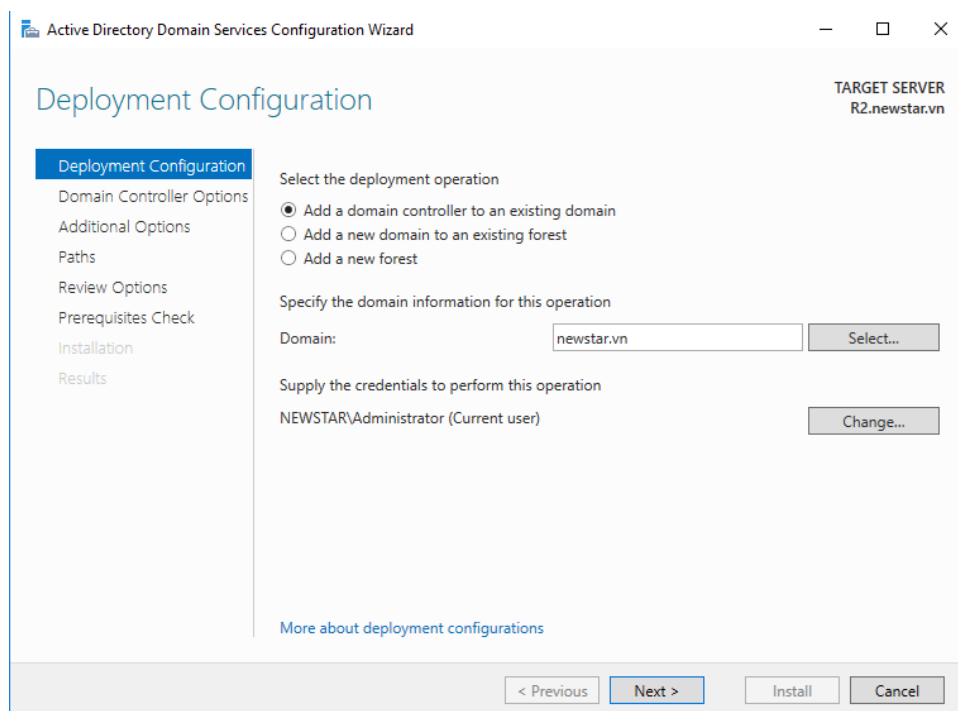 Active Directory Domain Services Configuration Wizard
Deployment Configuration
TARGET SERVER
R2.newstar.vn
Deployment Configuration
Domain Controller Options
Additional Options
Paths
Review Options
Prerequisites Check
Installation
Results
Select the deployment operation
Add a domain controller to an existing domain
Add a new domain to an existing forest
Add a new forest
Specify the domain information for this operation
Domain: newstar.vn Select...
Supply the credentials to perform this operation
NEWSTAR\Administrator (Current user) Change...
More about deployment configurations
< Previous Next > Install Cancel